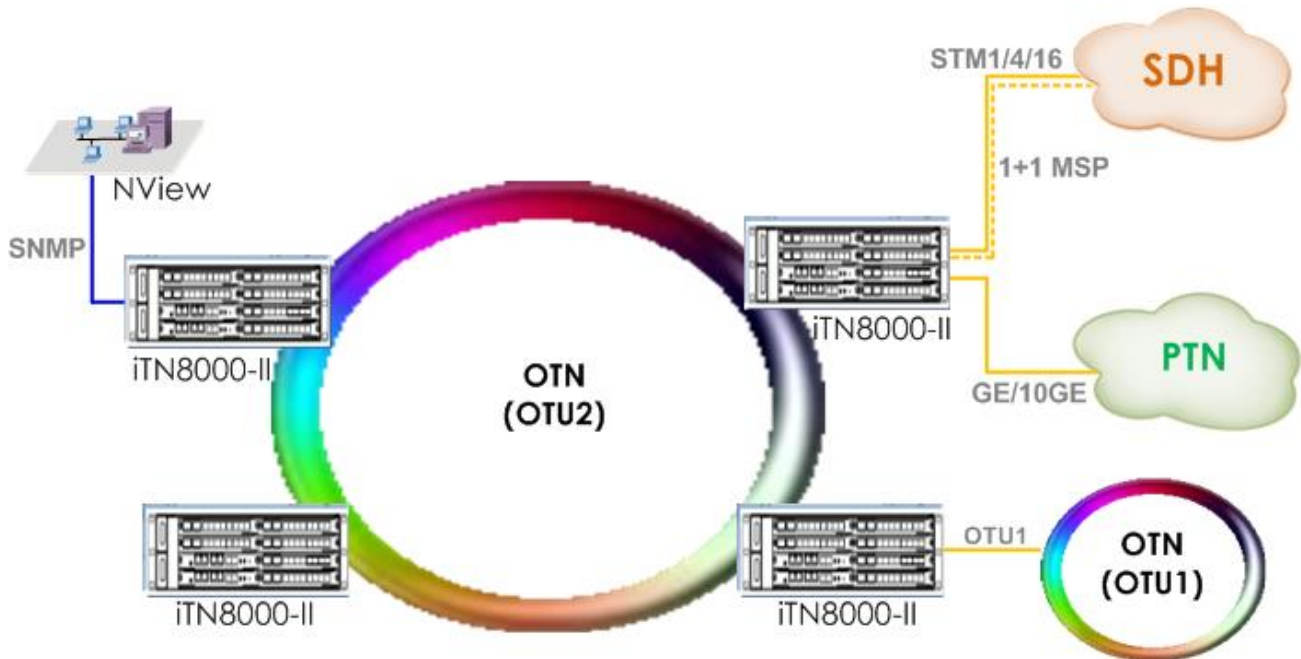 STM1/4/16
SDH
1+1 MSP
NView
SNMP
iTN8000-II
iTN8000-II
OTN
(OTU2)
PTN
GE/10GE
iTN8000-II
iTN8000-II
OTU1
OTN
(OTU1)